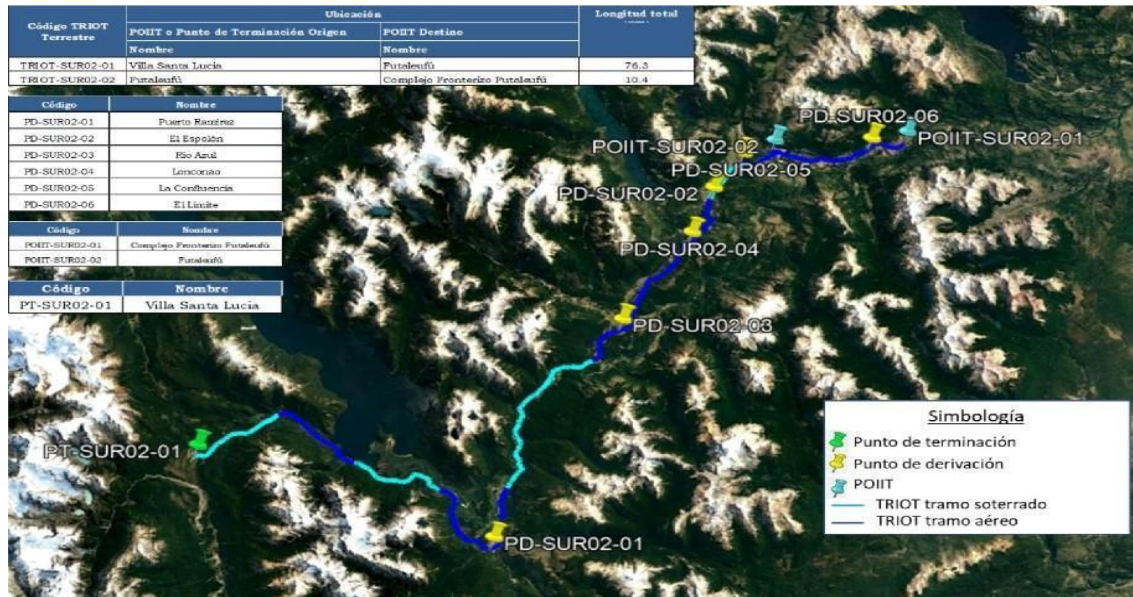 Código TRIOT Terrestre
Ubicación
Longitud total
POIIT o Punto de Terminación Origen
POIIT Destino
Nombre
Nombre
TRIOT-SUR02-01 Villa Santa Lucía Futaleufú 76.3
TRIOT-SUR02-02 Futaleufú Complejo Fronterizo Futaleufú 10.4
Código Nombre
PD-SUR02-01 Puerto Ramírez
PD-SUR02-02 El Espolón
PD-SUR02-03 Río Azul
PD-SUR02-04 Lonconao
PD-SUR02-05 La Confluencia
PD-SUR02-06 El Límite
Código Nombre
POIIT-SUR02-01 Complejo Fronterizo Futaleufú
POIIT-SUR02-02 Futaleufú
Código Nombre
PT-SUR02-01 Villa Santa Lucía
PD-SUR02-06
POIIT-SUR02-02
POIIT-SUR02-01
PD-SUR02-05
PD-SUR02-02
PD-SUR02-04
PD-SUR02-03
PT-SUR02-01
PD-SUR02-01
Simbología
Punto de terminación
Punto de derivación
POIIT
TRIOT tramo soterrado
TRIOT tramo aéreo